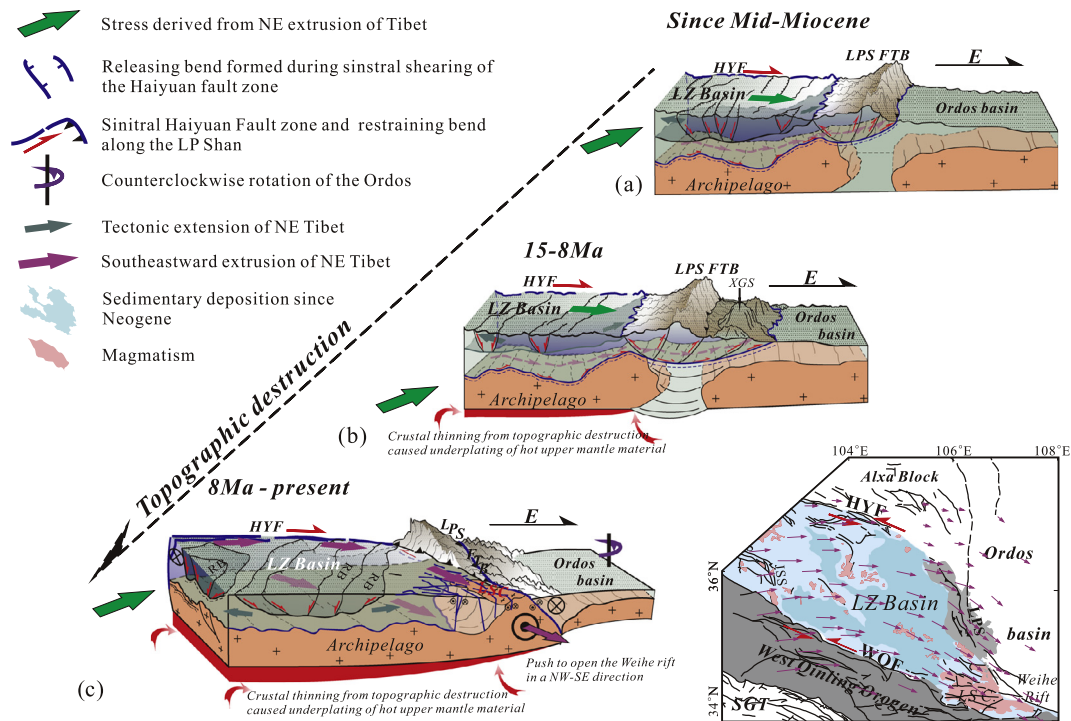 Stress derived from NE extrusion of Tibet
Releasing bend formed during sinstral shearing of
the Haiyuan fault zone
Sinitral Haiyuan Fault zone and restraining bend
along the LP Shan
Counterclockwise rotation of the Ordos
Tectonic extension of NE Tibet
Southeastward extrusion of NE Tibet
Sedimentary deposition since
Neogene
Magmatism
Topographic destruction
Since Mid-Miocene
HYF
LPS FTB
E
LZ Basin
Ordos basin
Archipelago
(a)
15-8Ma
HYF
LPS FTB
XGS
E
LZ Basin
Ordos
basin
Archipelago
(b)
Crustal thinning from topographic destruction
caused underplating of hot upper mantle material
8Ma - present
HYF
LPS
E
RB
LZ Basin
RB
RB
Ordos
basin
Archipelago
Push to open the Weihe rift
in a NW-SE direction
(c)
Crustal thinning from topographic destruction
caused underplating of hot upper mantle material
104°E
106°E
108°E
Alxa Block
HYF
Ordos
36°N
JSS
LZ Basin
LPS
basin
WQF
West Qinling Orogen
Weihe
Rift
LSC
34°N
SGT